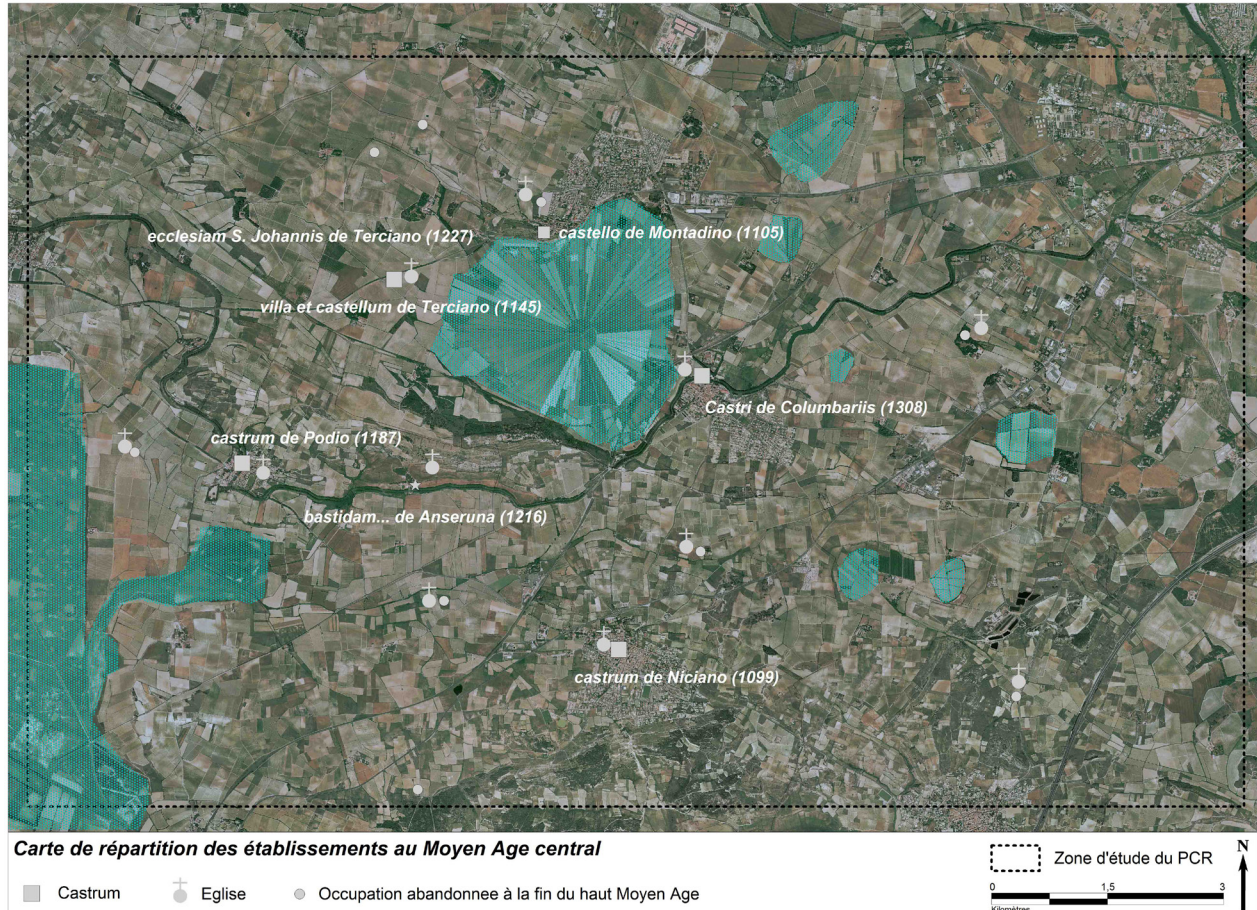 ecclesiam S. Johannis de Terciano (1227)
castello de Montadino (1105)
villa et castellum de Terciano (1145)
Castri de Columbariis (1308)
castrum de Podio (1187)
bastidam... de Anseruna (1216)
castrum de Niciano (1099)
Carte de répartition des établissements au Moyen Age central
Zone d'étude du PCR
N
Castrum
Eglise
Occupation abandonnee à la fin du haut Moyen Age
0 1,5 3
Kilomètres